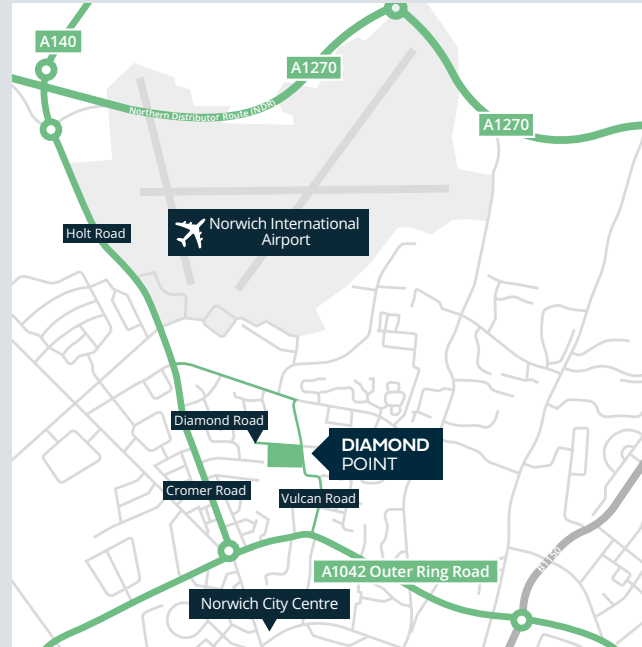 A140
A1270
Northern Distributor Route (NDR)
A1270
Norwich International
Airport
Holt Road
Diamond Road
DIAMOND
POINT
Cromer Road
Vulcan Road
B1150
A1042 Outer Ring Road
Norwich City Centre